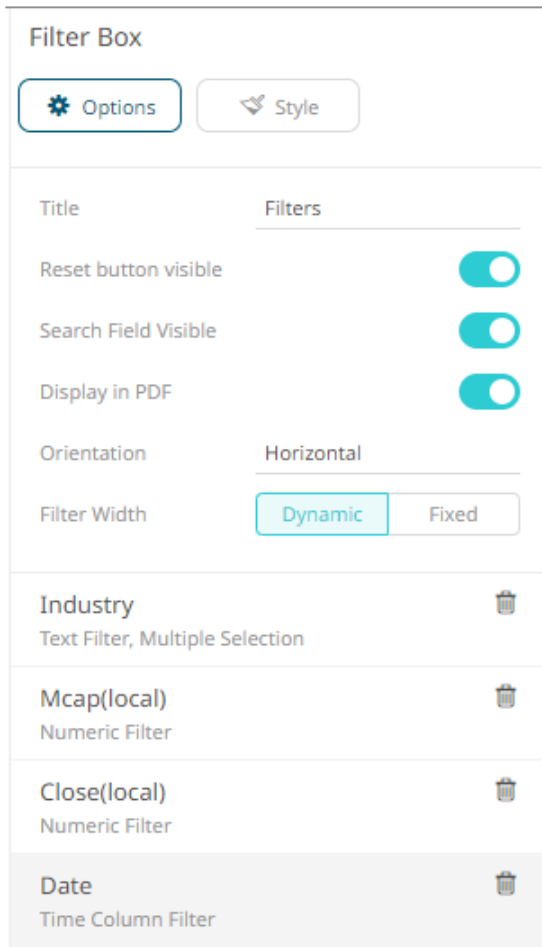 Filter Box
Options Style
Title Filters
Reset button visible
Search Field Visible
Display in PDF
Orientation Horizontal
Filter Width Dynamic Fixed
Industry
Text Filter, Multiple Selection
Mcap(local)
Numeric Filter
Close(local)
Numeric Filter
Date
Time Column Filter